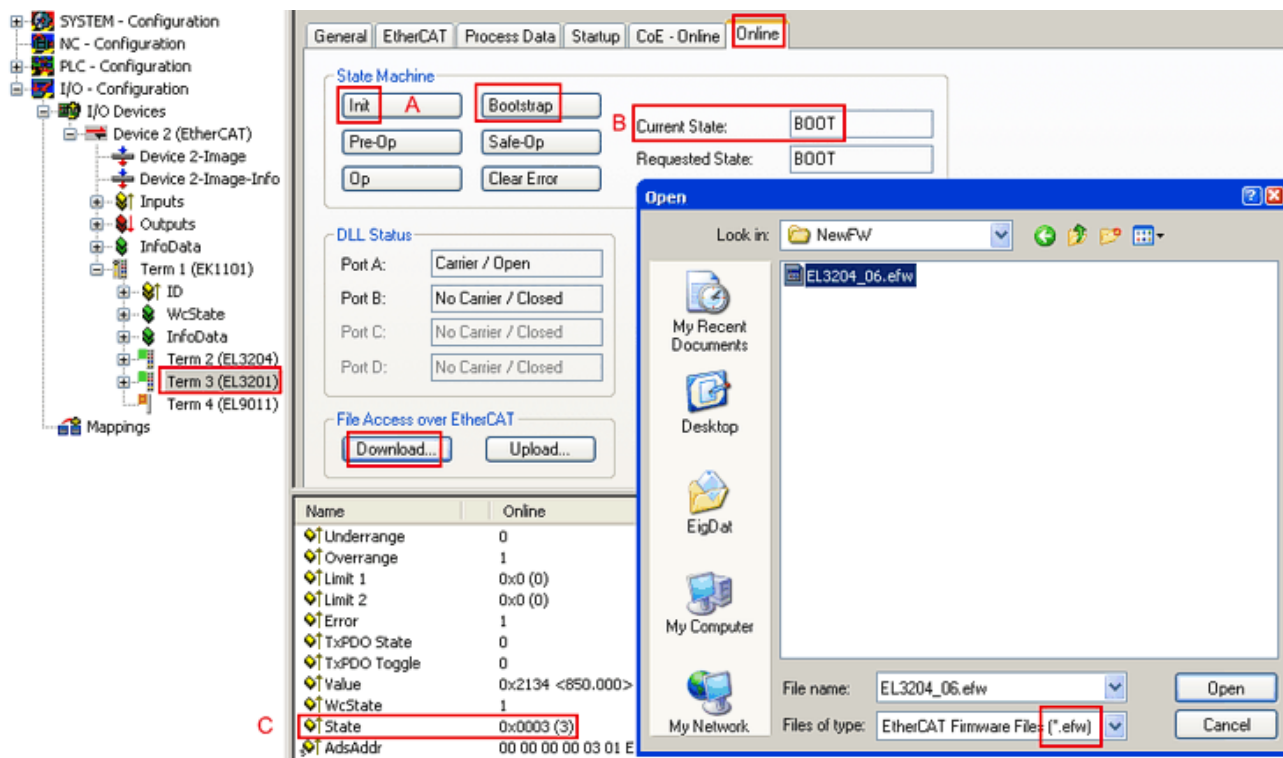 SYSTEM - Configuration
NC - Configuration
PLC - Configuration
I/O - Configuration
I/O Devices
Device 2 (EtherCAT)
Device 2-Image
Device 2-Image-Info
Inputs
Outputs
InfoData
Term 1 (EK1101)
ID
WcState
InfoData
Term 2 (EL3204)
Term 3 (EL3201)
Term 4 (EL9011)
Mappings
General EtherCAT Process Data Startup CoE - Online Online
State Machine
Init A Bootstrap
Pre-Op Safe-Op
Op Clear Error
B Current State: BOOT
Requested State: BOOT
DLL Status
Port A: Carrier / Open
Port B: No Carrier / Closed
Port C: No Carrier / Closed
Port D: No Carrier / Closed
File Access over EtherCAT
Download... Upload...
Name Online
Underrange 0
Overrange 1
Limit 1 0x0 (0)
Limit 2 0x0 (0)
Error 1
TxPDO State 0
TxPDO Toggle 0
Value 0x2134 <850.000>
WcState 1
C State 0x0003 (3)
AdsAddr 00 00 00 00 03 01 E
Open
Look in: NewFW
EL3204_06.efw
My Recent
Documents
Desktop
EigDat
My Computer
My Network
File name: EL3204_06.efw Open
Files of type: EtherCAT Firmware Files (*.efw) Cancel